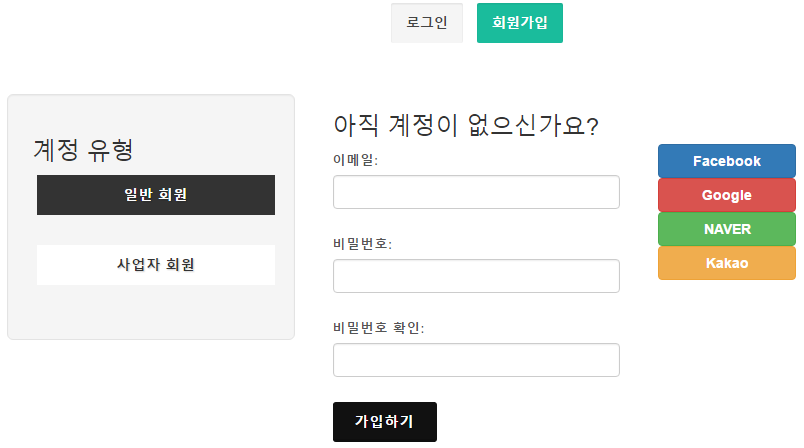 로그인
회원가입
계정 유형
일반 회원
사업자 회원
아직 계정이 없으신가요?
이메일:
비밀번호:
비밀번호 확인:
가입하기
Facebook
Google
NAVER
Kakao